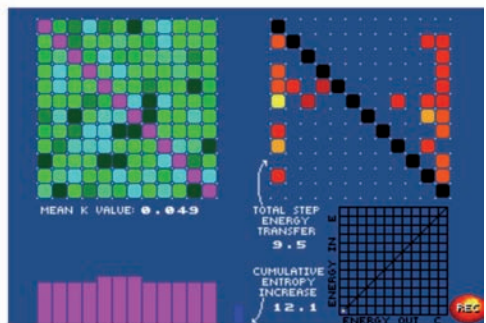 MEAN K VALUE: 0.049
TOTAL STEP
ENERGY
TRANSFER
9.5
CUMULATIVE
ENTROPY
INCREASE
12.1
ENERGY IN E
ENERGY OUT C
REC